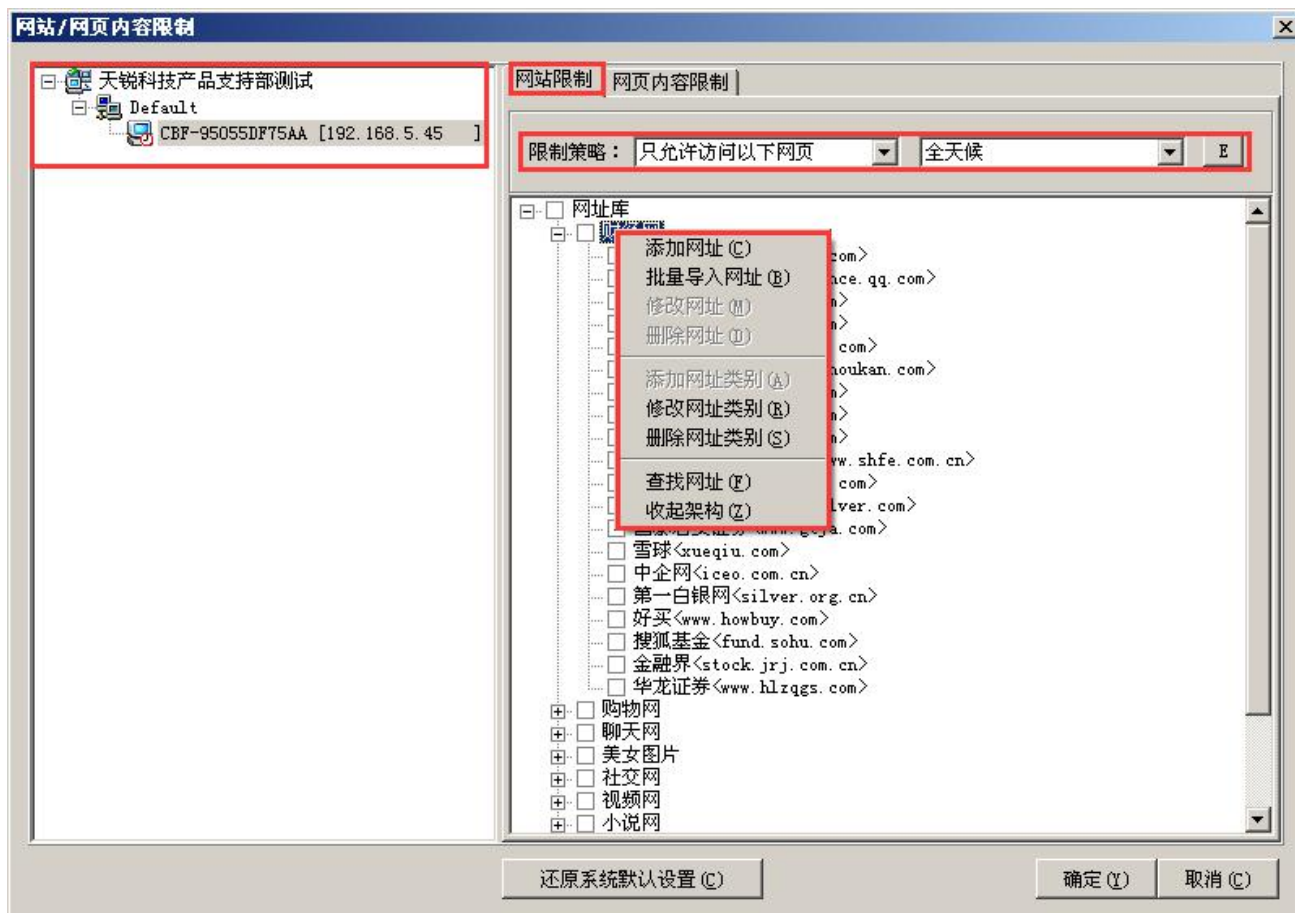 网站/网页内容限制
天锐科技产品支持部测试
Default
CBF-95055DF75AA [192.168.5.45 ]
网站限制 网页内容限制
限制策略： 只允许访问以下网页 全天候 E
网址库
添加网址(C)
com>
批量导入网址(B)
nce.qq.com>
修改网址(M)
删除网址(D)
com>
houkan.com>
添加网址类别(A)
修改网址类别(R)
删除网址类别(S)
ww.shfe.com.cn>
查找网址(F)
com>
收起架构(Z)
lver.com>
雪球<xueqiu.com>
中企网<iceo.com.cn>
第一白银网<silver.org.cn>
好买<www.howbuy.com>
搜狐基金<fund.sohu.com>
金融界<stock.jrj.com.cn>
华龙证券<www.hlzqgs.com>
购物网
聊天网
美女图片
社交网
视频网
小说网
还原系统默认设置(C) 确定(Y) 取消(C)